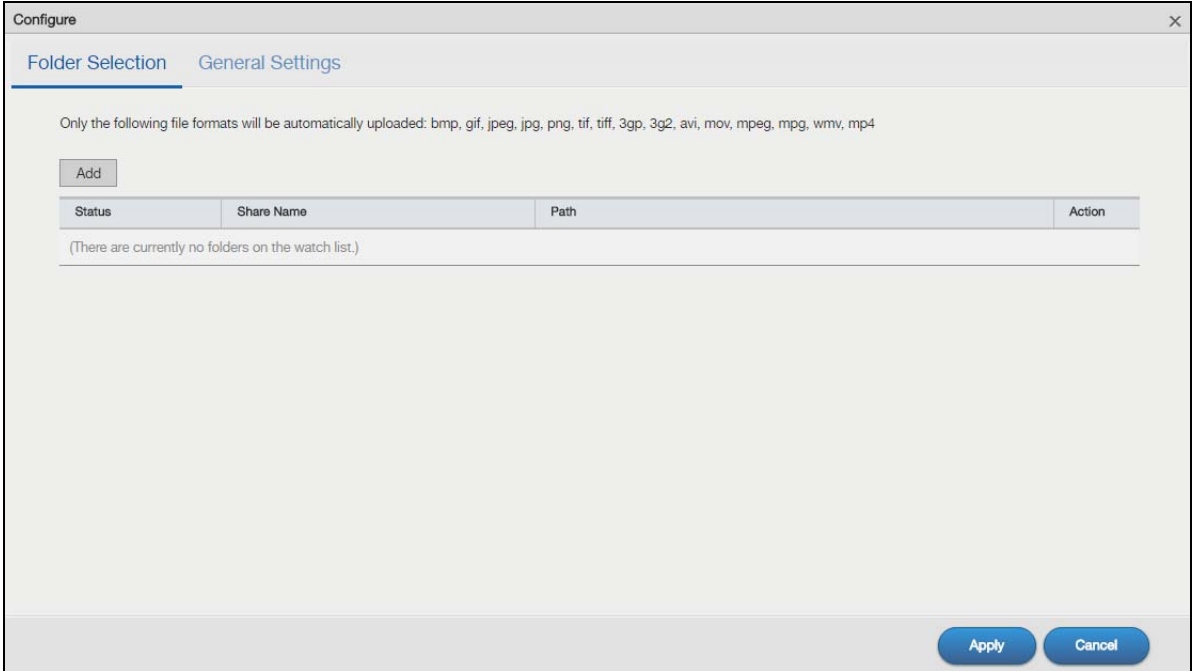 Configure
Folder Selection General Settings
Only the following file formats will be automatically uploaded: bmp, gif, jpeg, jpg, png, tif, tiff, 3gp, 3g2, avi, mov, mpeg, mpg, wmv, mp4
Add
Status Share Name Path Action
(There are currently no folders on the watch list.)
Apply Cancel